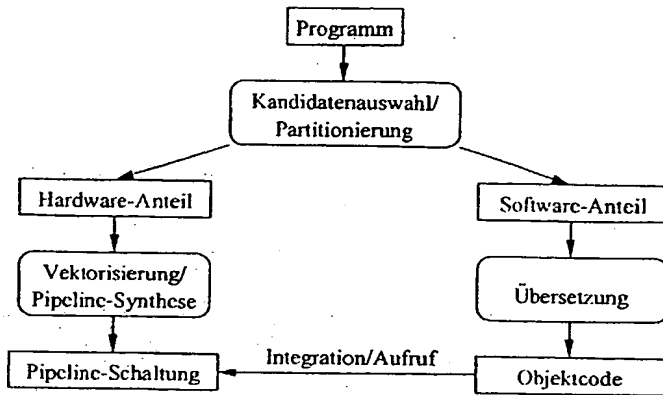 Programm
Kandidatenauswahl/
Partitionierung
Hardware-Anteil
Software-Anteil
Vektorisierung/
Pipeline-Synthese
Übersetzung
Integration/Aufruf
Pipeline-Schaltung
Objektcode